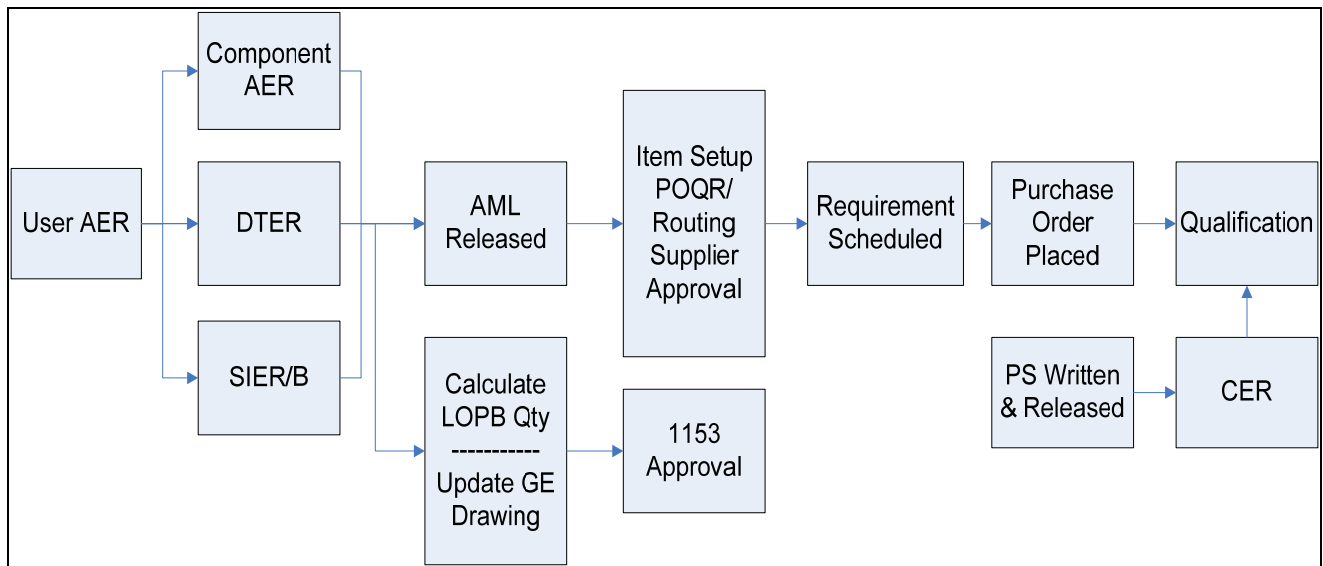 Component
AER
User AER
DTER
SIER/B
AML
Released
Calculate
LOPB Qty
-----------
Update GE
Drawing
Item Setup
POQR/
Routing
Supplier
Approval
1153
Approval
Requirement
Scheduled
Purchase
Order
Placed
Qualification
PS Written
& Released
CER